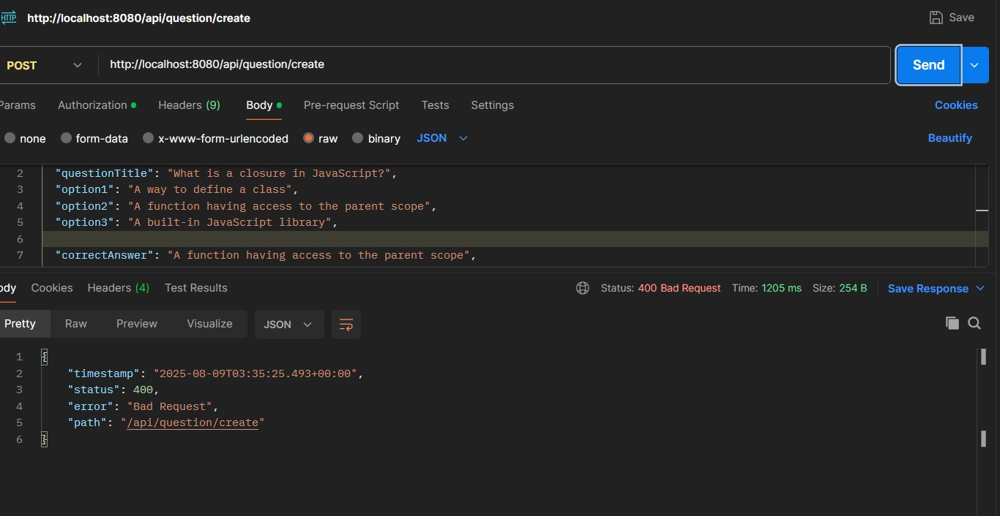 HTTP http://localhost:8080/api/question/create Save
POST http://localhost:8080/api/question/create Send
Params Authorization Headers (9) Body Pre-request Script Tests Settings Cookies
none form-data x-www-form-urlencoded raw binary JSON Beautify
2 "questionTitle": "What is a closure in JavaScript?",
3 "option1": "A way to define a class",
4 "option2": "A function having access to the parent scope",
5 "option3": "A built-in JavaScript library",
6
7 "correctAnswer": "A function having access to the parent scope",
ody Cookies Headers (4) Test Results Status: 400 Bad Request Time: 1205 ms Size: 254 B Save Response
Pretty Raw Preview Visualize JSON
1 {
2 "timestamp": "2025-08-09T03:35:25.493+00:00",
3 "status": 400,
4 "error": "Bad Request",
5 "path": "/api/question/create"
6 }